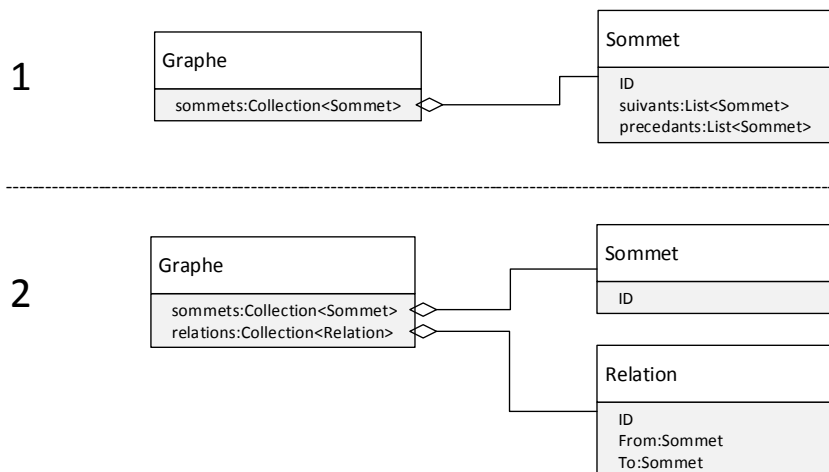 1
Graphe
sommets:Collection<Sommet>
Sommet
ID
suivants:List<Sommet>
precedants:List<Sommet>
2
Graphe
sommets:Collection<Sommet>
relations:Collection<Relation>
Sommet
ID
Relation
ID
From:Sommet
To:Sommet